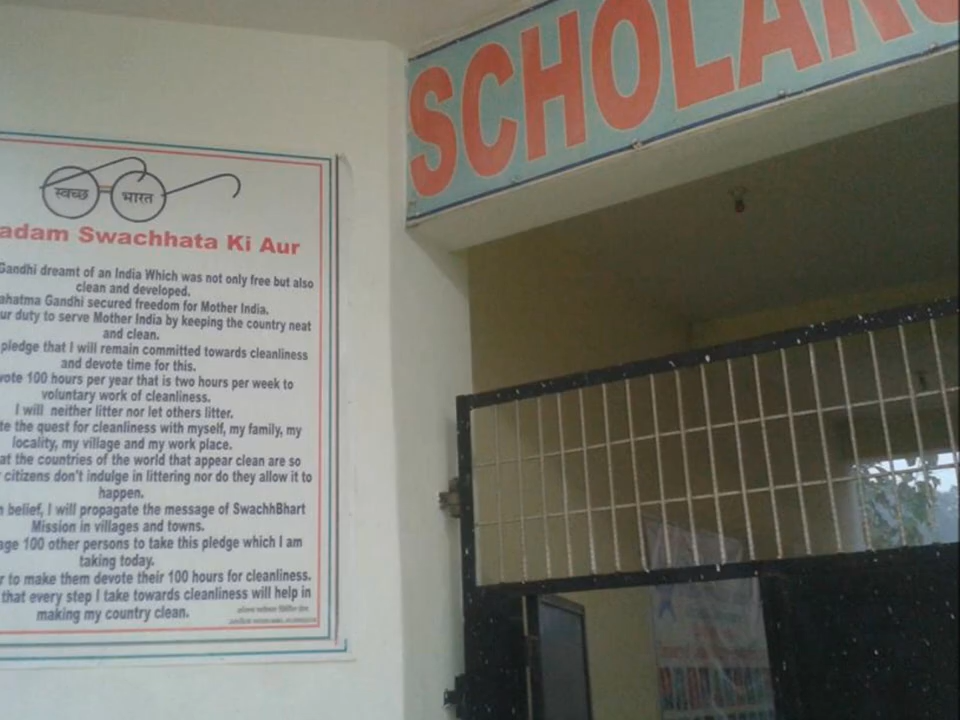 SCHOLARS
स्वच्छ भारत
adam Swachhata Ki Aur
Gandhi dreamt of an India Which was not only free but also
clean and developed.
ahatma Gandhi secured freedom for Mother India.
ur duty to serve Mother India by keeping the country neat
and clean.
pledge that I will remain committed towards cleanliness
and devote time for this.
vote 100 hours per year that is two hours per week to
voluntary work of cleanliness.
I will neither litter nor let others litter.
te the quest for cleanliness with myself, my family, my
locality, my village and my work place.
at the countries of the world that appear clean are so
citizens don't indulge in littering nor do they allow it to
happen.
belief, I will propagate the message of SwachhBhart
Mission in villages and towns.
age 100 other persons to take this pledge which I am
taking today.
r to make them devote their 100 hours for cleanliness.
that every step I take towards cleanliness will help in
making my country clean.